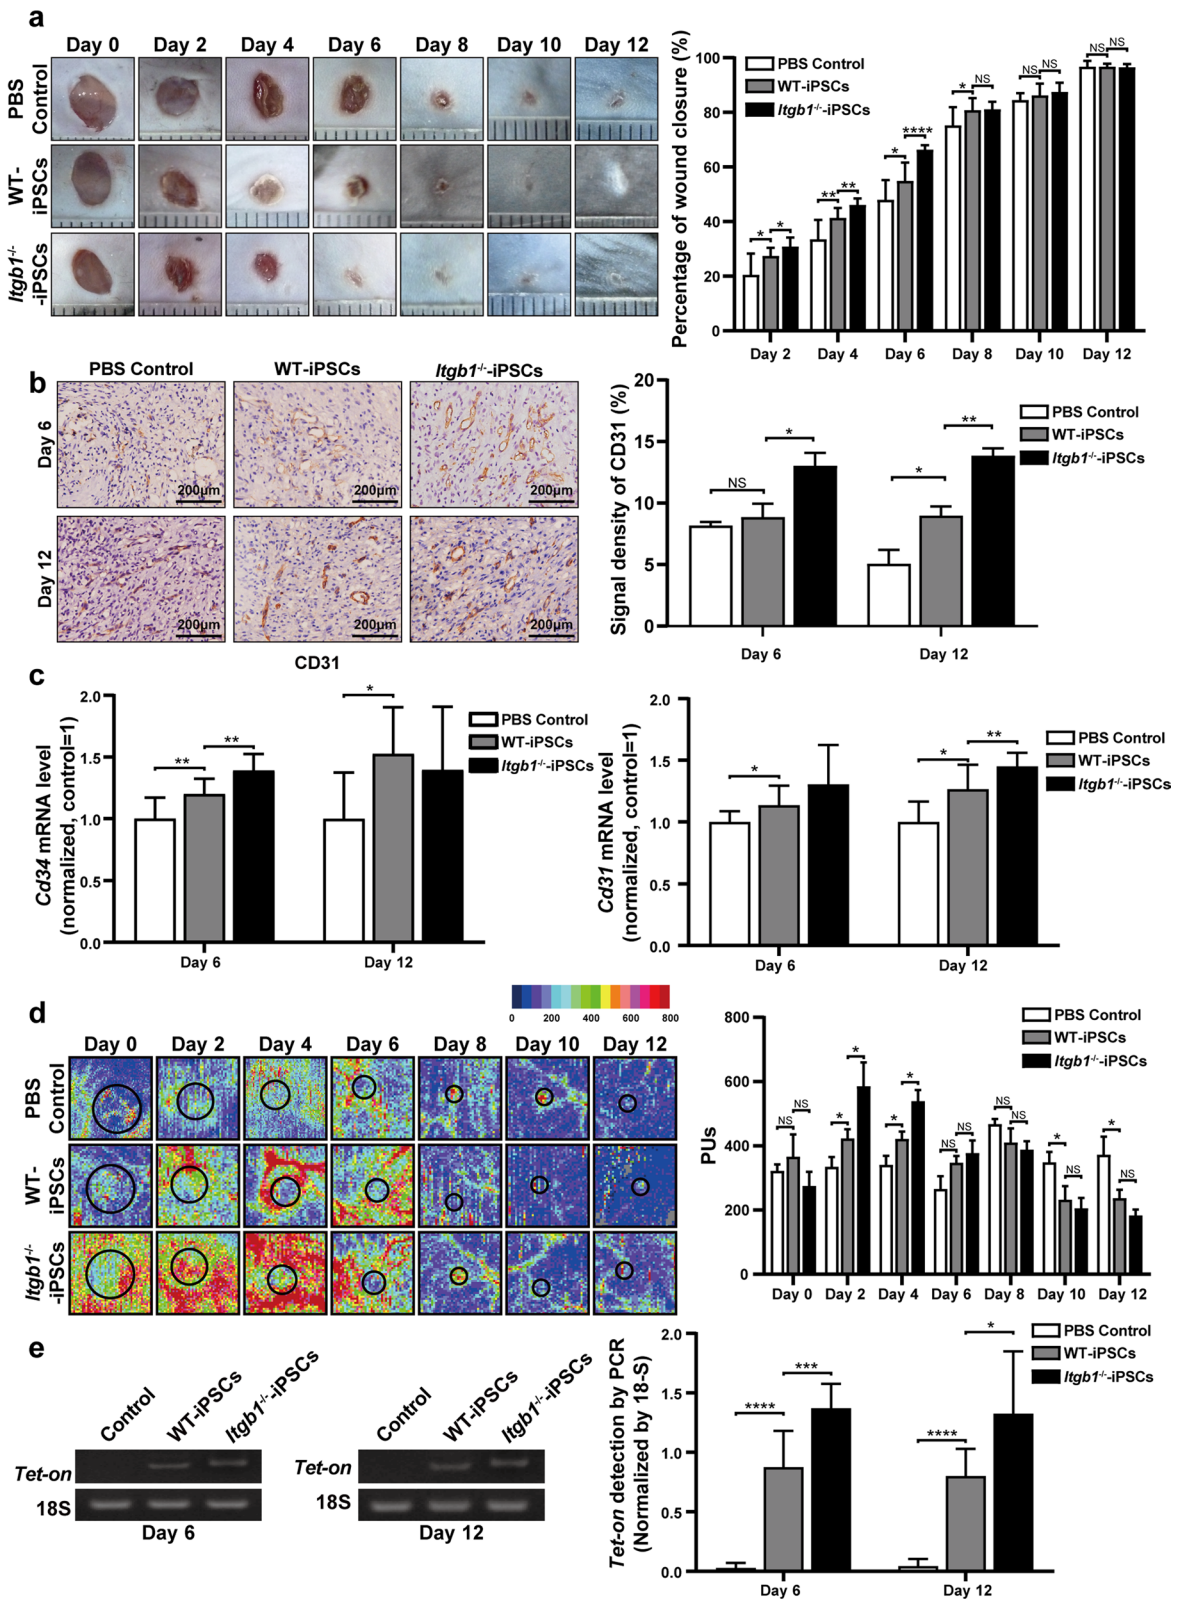 a
Day 0 Day 2 Day 4 Day 6 Day 8 Day 10 Day 12
PBS
Control
WT-
iPSCs
Itgb1-/-
-iPSCs
Percentage of wound closure (%)
100
80
60
40
20
0
PBS Control
WT-iPSCs
Itgb1-/--iPSCs
* * ** ** * **** * NS NS NS NS NS
Day 2 Day 4 Day 6 Day 8 Day 10 Day 12
b
PBS Control WT-iPSCs Itgb1-/--iPSCs
Day 6
200μm 200μm 200μm
Day 12
200μm 200μm 200μm
CD31
Signal density of CD31 (%)
20
15
10
5
0
PBS Control
WT-iPSCs
Itgb1-/--iPSCs
NS * * **
Day 6 Day 12
c
Cd34 mRNA level
(normalized, control=1)
2.0
1.5
1.0
0.5
0.0
PBS Control
WT-iPSCs
Itgb1-/--iPSCs
** ** *
Day 6 Day 12
Cd31 mRNA level
(normalized, control=1)
2.0
1.5
1.0
0.5
0.0
PBS Control
WT-iPSCs
Itgb1-/--iPSCs
* * **
Day 6 Day 12
d
0 200 400 600 800
Day 0 Day 2 Day 4 Day 6 Day 8 Day 10 Day 12
PBS
Control
WT-
iPSCs
Itgb1-/-
-iPSCs
PUs
800
600
400
200
0
PBS Control
WT-iPSCs
Itgb1-/--iPSCs
NS NS * * * * NS NS NS NS * NS * NS
Day 0 Day 2 Day 4 Day 6 Day 8 Day 10 Day 12
e
Control WT-iPSCs Itgb1-/--iPSCs
Tet-on
18S
Day 6
Control WT-iPSCs Itgb1-/--iPSCs
Tet-on
18S
Day 12
Tet-on detection by PCR
(Normalized by 18-S)
2.0
1.5
1.0
0.5
0.0
PBS Control
WT-iPSCs
Itgb1-/--iPSCs
**** *** **** *
Day 6 Day 12